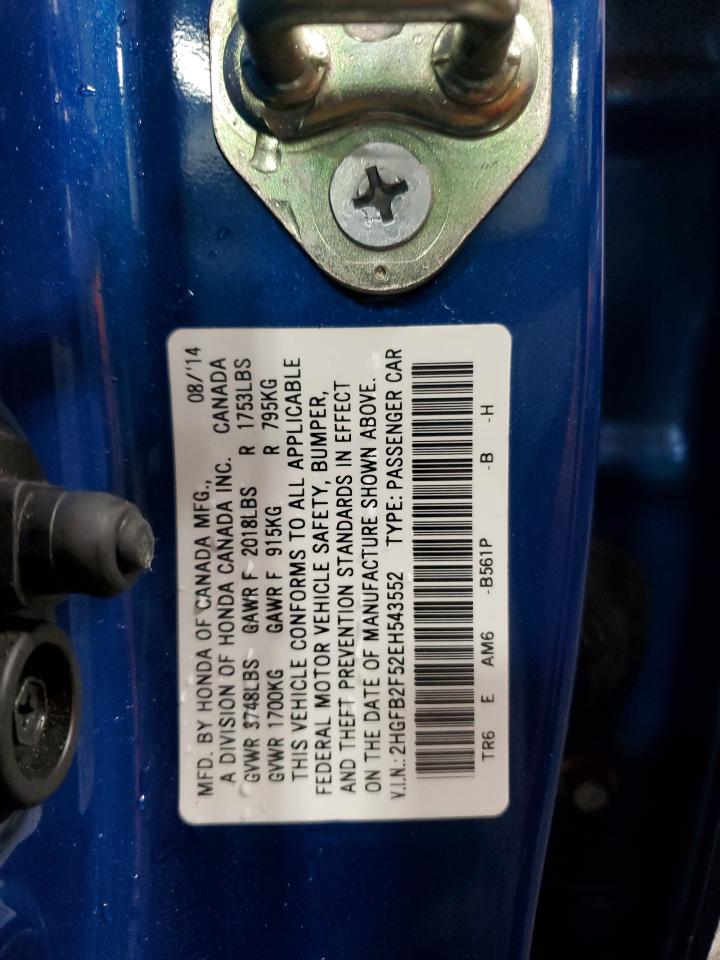 MFD. BY HONDA OF CANADA MFG., 08/'14
A DIVISION OF HONDA CANADA INC. CANADA
GVWR 3748LBS GAWR F 2018LBS R 1753LBS
GVWR 1700KG GAWR F 915KG R 795KG
THIS VEHICLE CONFORMS TO ALL APPLICABLE
FEDERAL MOTOR VEHICLE SAFETY, BUMPER,
AND THEFT PREVENTION STANDARDS IN EFFECT
ON THE DATE OF MANUFACTURE SHOWN ABOVE.
V.I.N.: 2HGFB2F52EH543552 TYPE: PASSENGER CAR
TR6 E AM6 -B561P -B -H